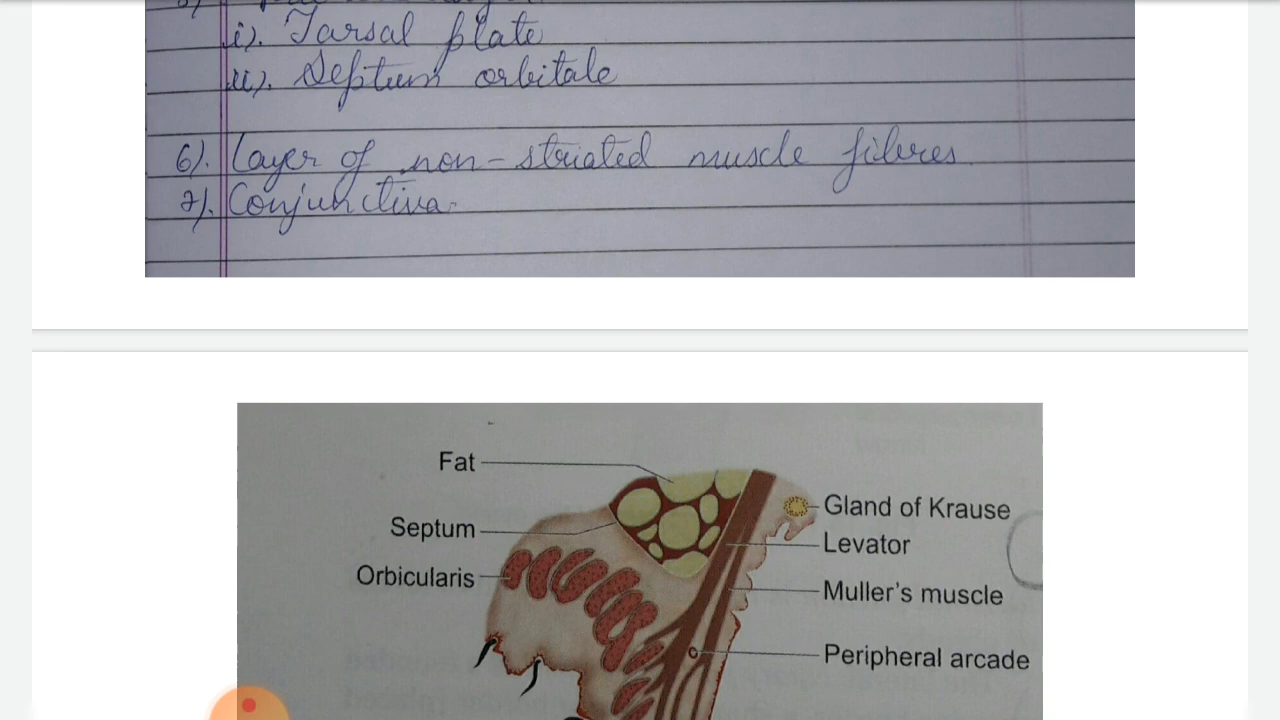 i). Tarsal plate
ii). Septum orbitale
6). Layer of non-striated muscle fibres.
7). Conjunctiva.
Fat
Septum
Orbicularis
Gland of Krause
Levator
Muller's muscle
Peripheral arcade